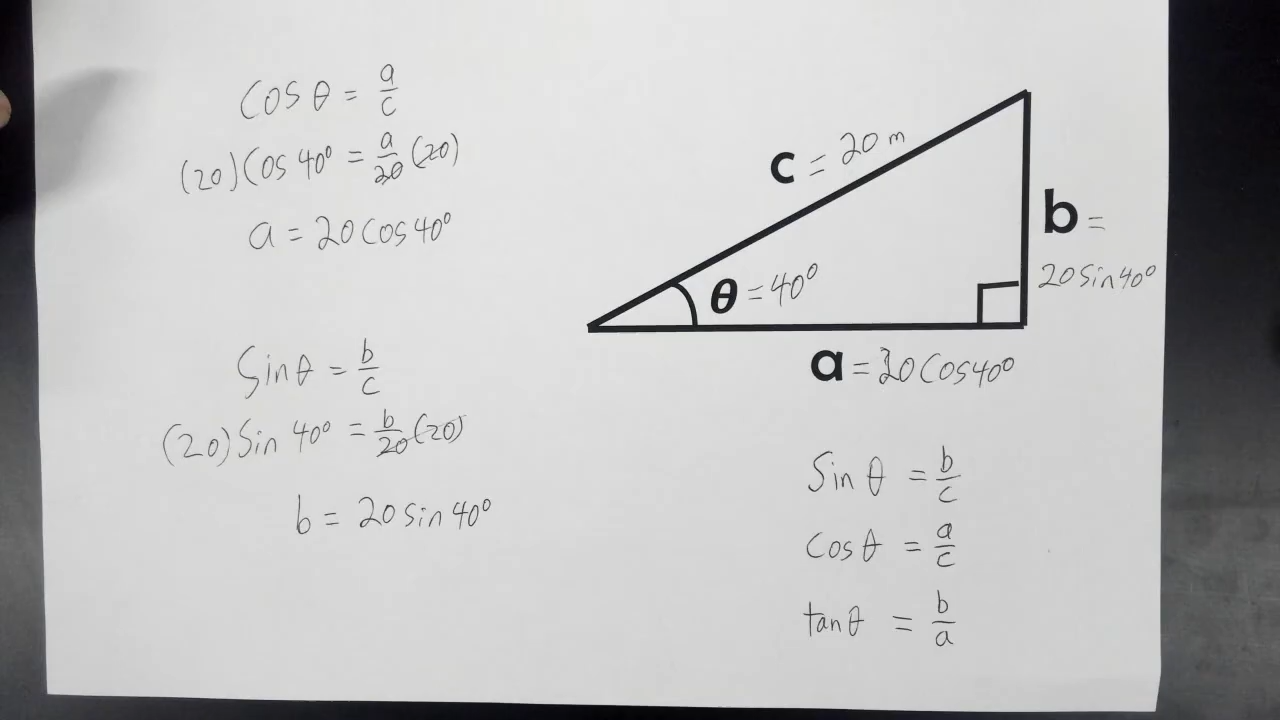 Cos θ = a/c
(20) Cos 40° = a/20 (20)
a = 20 Cos 40°
Sin θ = b/c
(20) Sin 40° = b/20 (20)
b = 20 sin 40°
c = 20 m
b =
20 Sin 40°
θ = 40°
a = 20 Cos 40°
Sin θ = b/c
Cos θ = a/c
tan θ = b/a